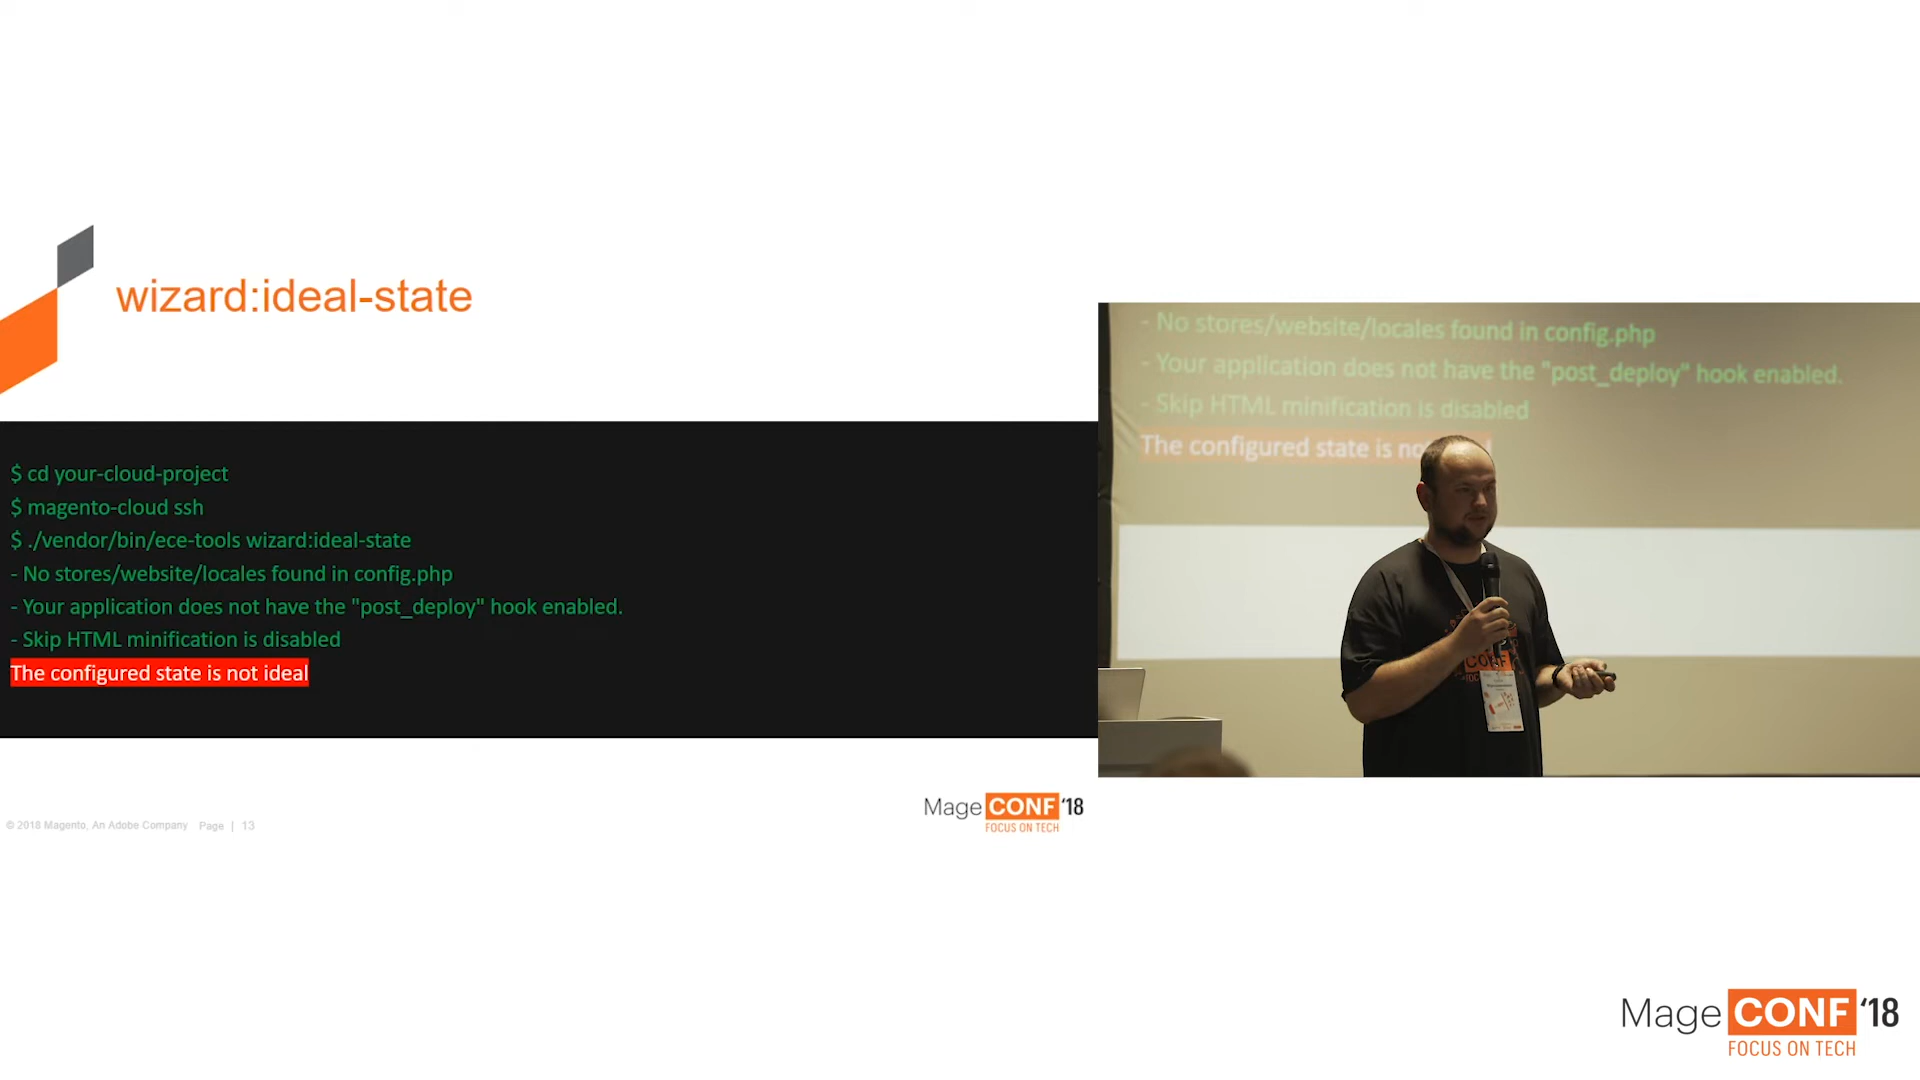 wizard:ideal-state
$ cd your-cloud-project
$ magento-cloud ssh
$ ./vendor/bin/ece-tools wizard:ideal-state
- No stores/website/locales found in config.php
- Your application does not have the "post_deploy" hook enabled.
- Skip HTML minification is disabled
The configured state is not ideal
© 2018 Magento, An Adobe Company Page | 13
Mage CONF '18
FOCUS ON TECH
- No stores/website/locales found in config.php
- Your application does not have the "post_deploy" hook enabled.
- Skip HTML minification is disabled
The configured state is
CONF
Mage CONF '18
FOCUS ON TECH